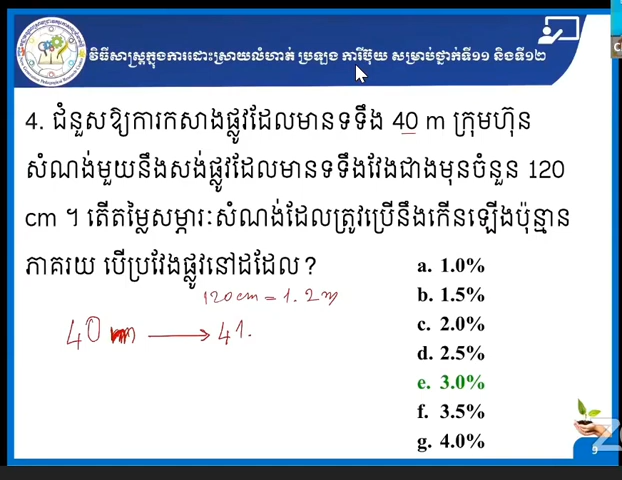 វិធីសាស្ត្រក្នុងការដោះស្រាយលំហាត់ ប្រឡង ការីប៊ុយ សម្រាប់ថ្នាក់ទី១១ និងទី១២
4. ជំនួសឱ្យការកសាងផ្លូវដែលមានទទឹង 40 m ក្រុមហ៊ុន
សំណង់មួយនឹងសង់ផ្លូវដែលមានទទឹងវែងជាងមុនចំនួន 120
cm ។ តើតម្លៃសម្ភារៈសំណង់ដែលត្រូវប្រើនឹងកើនឡើងប៉ុន្មាន
ភាគរយ បើប្រវែងផ្លូវនៅដដែល?
120cm = 1.2m
40 → 41.
a. 1.0%
b. 1.5%
c. 2.0%
d. 2.5%
e. 3.0%
f. 3.5%
g. 4.0%
9